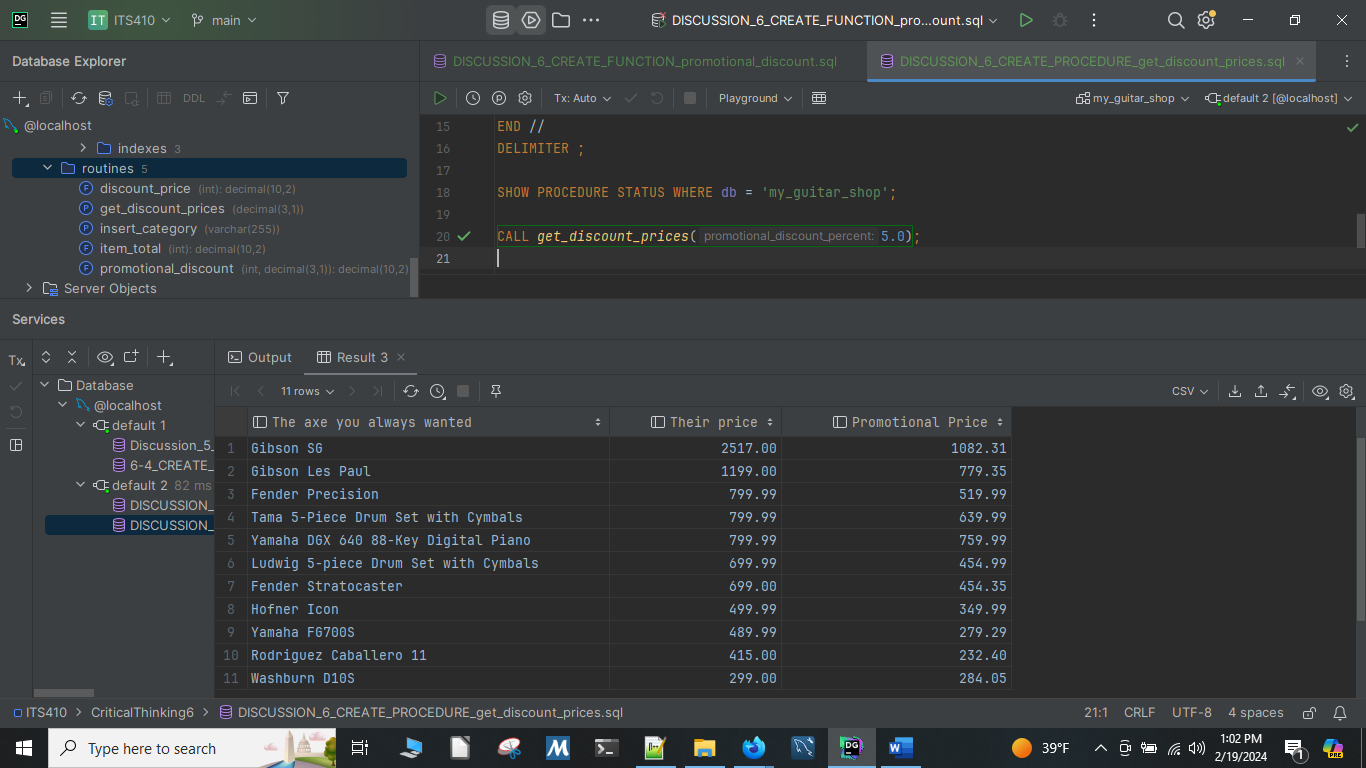 DG
IT ITS410 main DISCUSSION_6_CREATE_FUNCTION_pro...ount.sql
Database Explorer
DISCUSSION_6_CREATE_FUNCTION_promotional_discount.sql
DISCUSSION_6_CREATE_PROCEDURE_get_discount_prices.sql
DDL
Tx: Auto Playground my_guitar_shop default 2 [@localhost]
@localhost
indexes 3
routines 5
discount_price (int): decimal(10,2)
get_discount_prices (decimal(3,1))
insert_category (varchar(255))
item_total (int): decimal(10,2)
promotional_discount (int, decimal(3,1)): decimal(10,2)
Server Objects
15 END //
16 DELIMITER ;
17
18 SHOW PROCEDURE STATUS WHERE db = 'my_guitar_shop';
19
20 CALL get_discount_prices( promotional_discount_percent: 5.0);
21
Services
Tx
Database
@localhost
default 1
Discussion_5_
6-4_CREATE_
default 2 82 ms
DISCUSSION_
DISCUSSION_
Output Result 3
11 rows CSV
The axe you always wanted Their price Promotional Price
1 Gibson SG 2517.00 1082.31
2 Gibson Les Paul 1199.00 779.35
3 Fender Precision 799.99 519.99
4 Tama 5-Piece Drum Set with Cymbals 799.99 639.99
5 Yamaha DGX 640 88-Key Digital Piano 799.99 759.99
6 Ludwig 5-piece Drum Set with Cymbals 699.99 454.99
7 Fender Stratocaster 699.00 454.35
8 Hofner Icon 499.99 349.99
9 Yamaha FG700S 489.99 279.29
10 Rodriguez Caballero 11 415.00 232.40
11 Washburn D10S 299.00 284.05
ITS410 > CriticalThinking6 > DISCUSSION_6_CREATE_PROCEDURE_get_discount_prices.sql 21:1 CRLF UTF-8 4 spaces
Type here to search
39°F
1:02 PM
2/19/2024
1
PRE